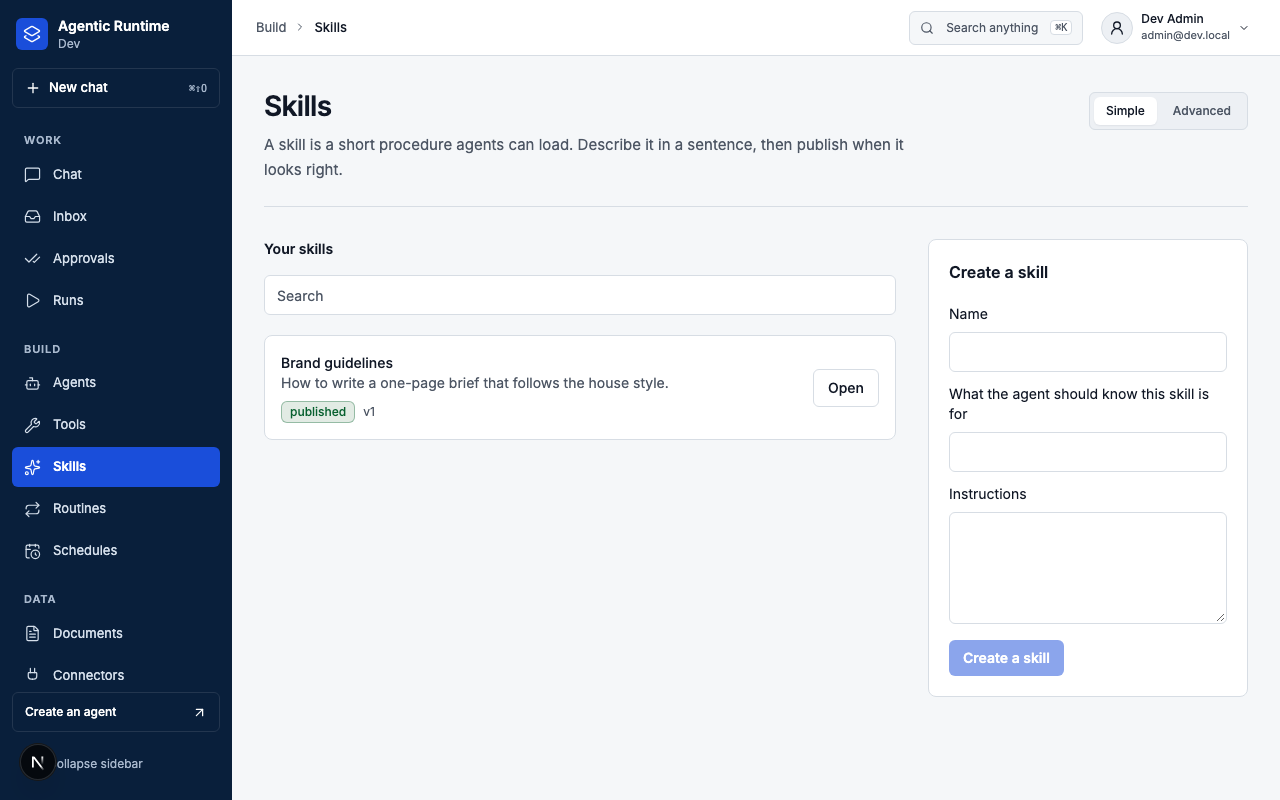 Agentic Runtime
Dev
New chat ⌘⇧O
WORK
Chat
Inbox
Approvals
Runs
BUILD
Agents
Tools
Skills
Routines
Schedules
DATA
Documents
Connectors
Create an agent
N
ollapse sidebar
Build > Skills
Search anything ⌘K
Dev Admin
admin@dev.local
Skills
A skill is a short procedure agents can load. Describe it in a sentence, then publish when it
looks right.
Simple Advanced
Your skills
Search
Brand guidelines
How to write a one-page brief that follows the house style.
published v1
Open
Create a skill
Name
What the agent should know this skill is
for
Instructions
Create a skill